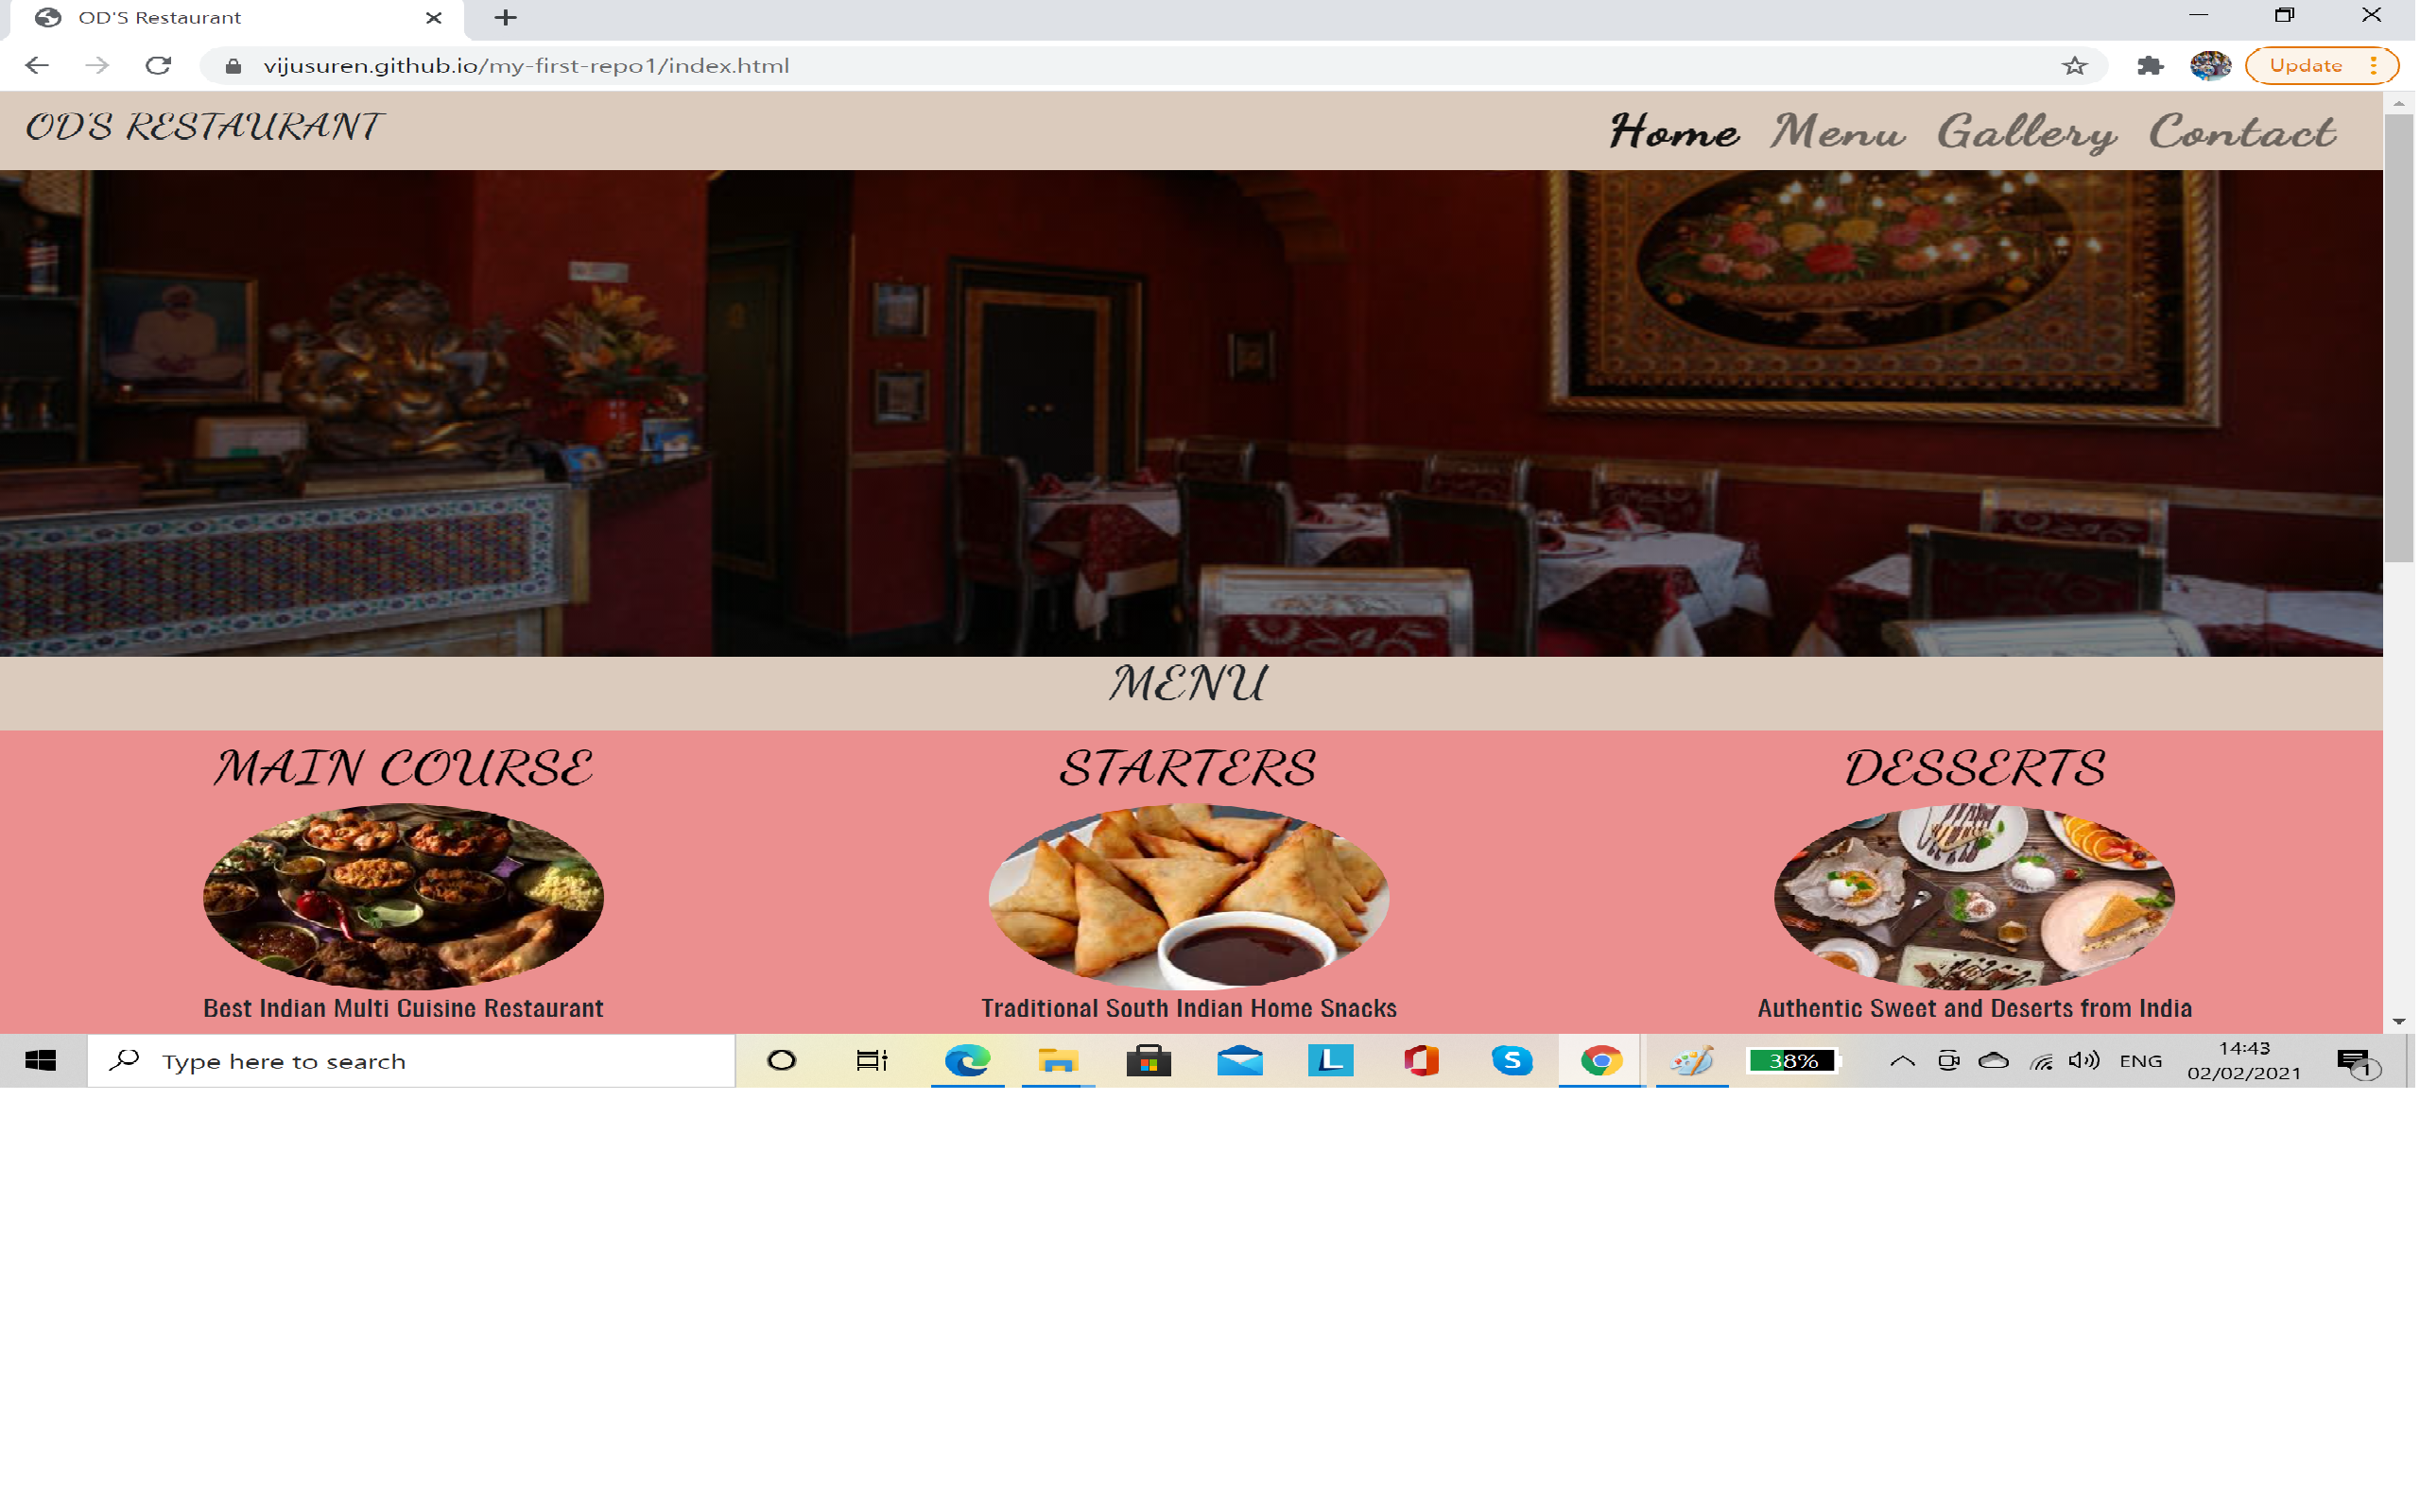 OD'S Restaurant
vijusuren.github.io/my-first-repo1/index.html
Update
OD'S RESTAURANT
Home Menu Gallery Contact
MENU
MAIN COURSE
STARTERS
DESSERTS
Best Indian Multi Cuisine Restaurant
Traditional South Indian Home Snacks
Authentic Sweet and Deserts from India
Type here to search
L
S
38%
ENG
14:43
02/02/2021
1